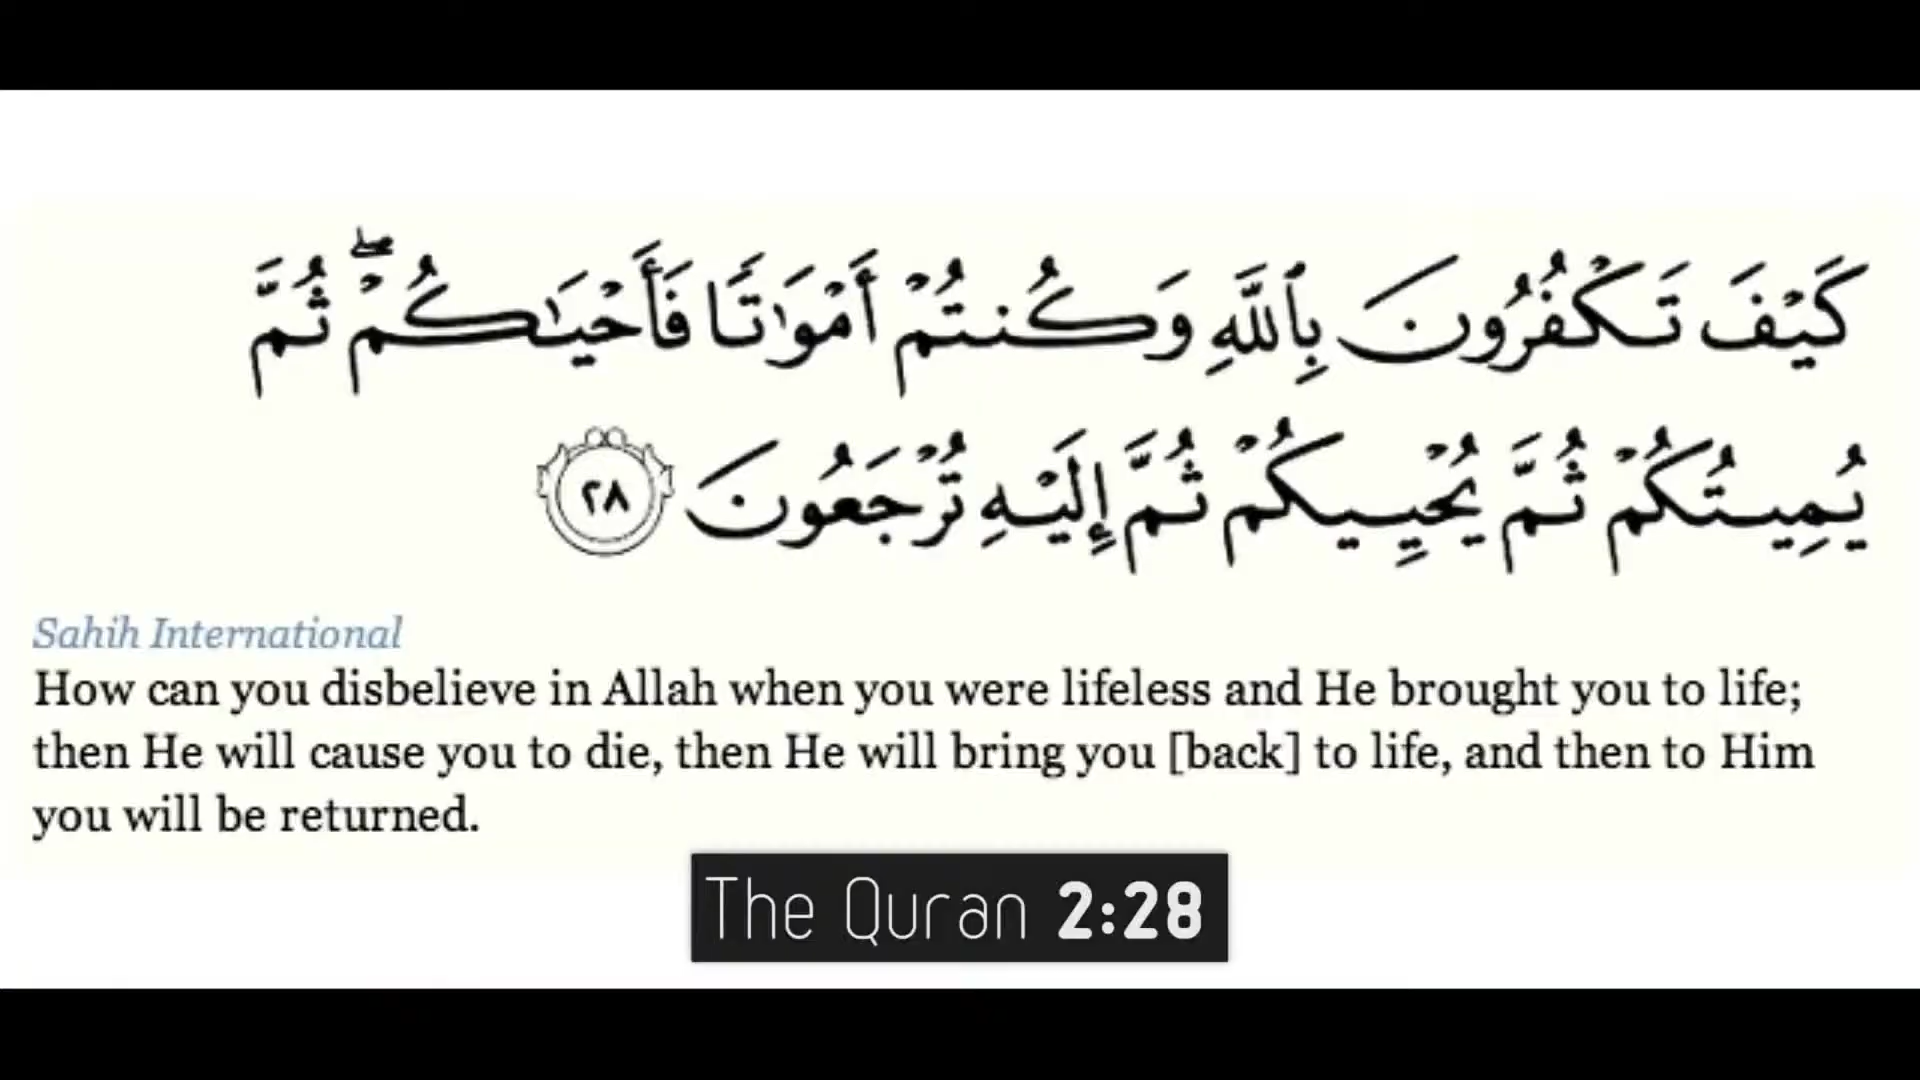 كَيْفَ تَكْفُرُونَ بِٱللَّهِ وَكُنتُمْ أَمْوَٰتًا فَأَحْيَـٰكُمْ ۖ ثُمَّ
يُمِيتُكُمْ ثُمَّ يُحْيِيكُمْ ثُمَّ إِلَيْهِ تُرْجَعُونَ ٢٨
Sahih International
How can you disbelieve in Allah when you were lifeless and He brought you to life;
then He will cause you to die, then He will bring you [back] to life, and then to Him
you will be returned.
The Quran 2:28